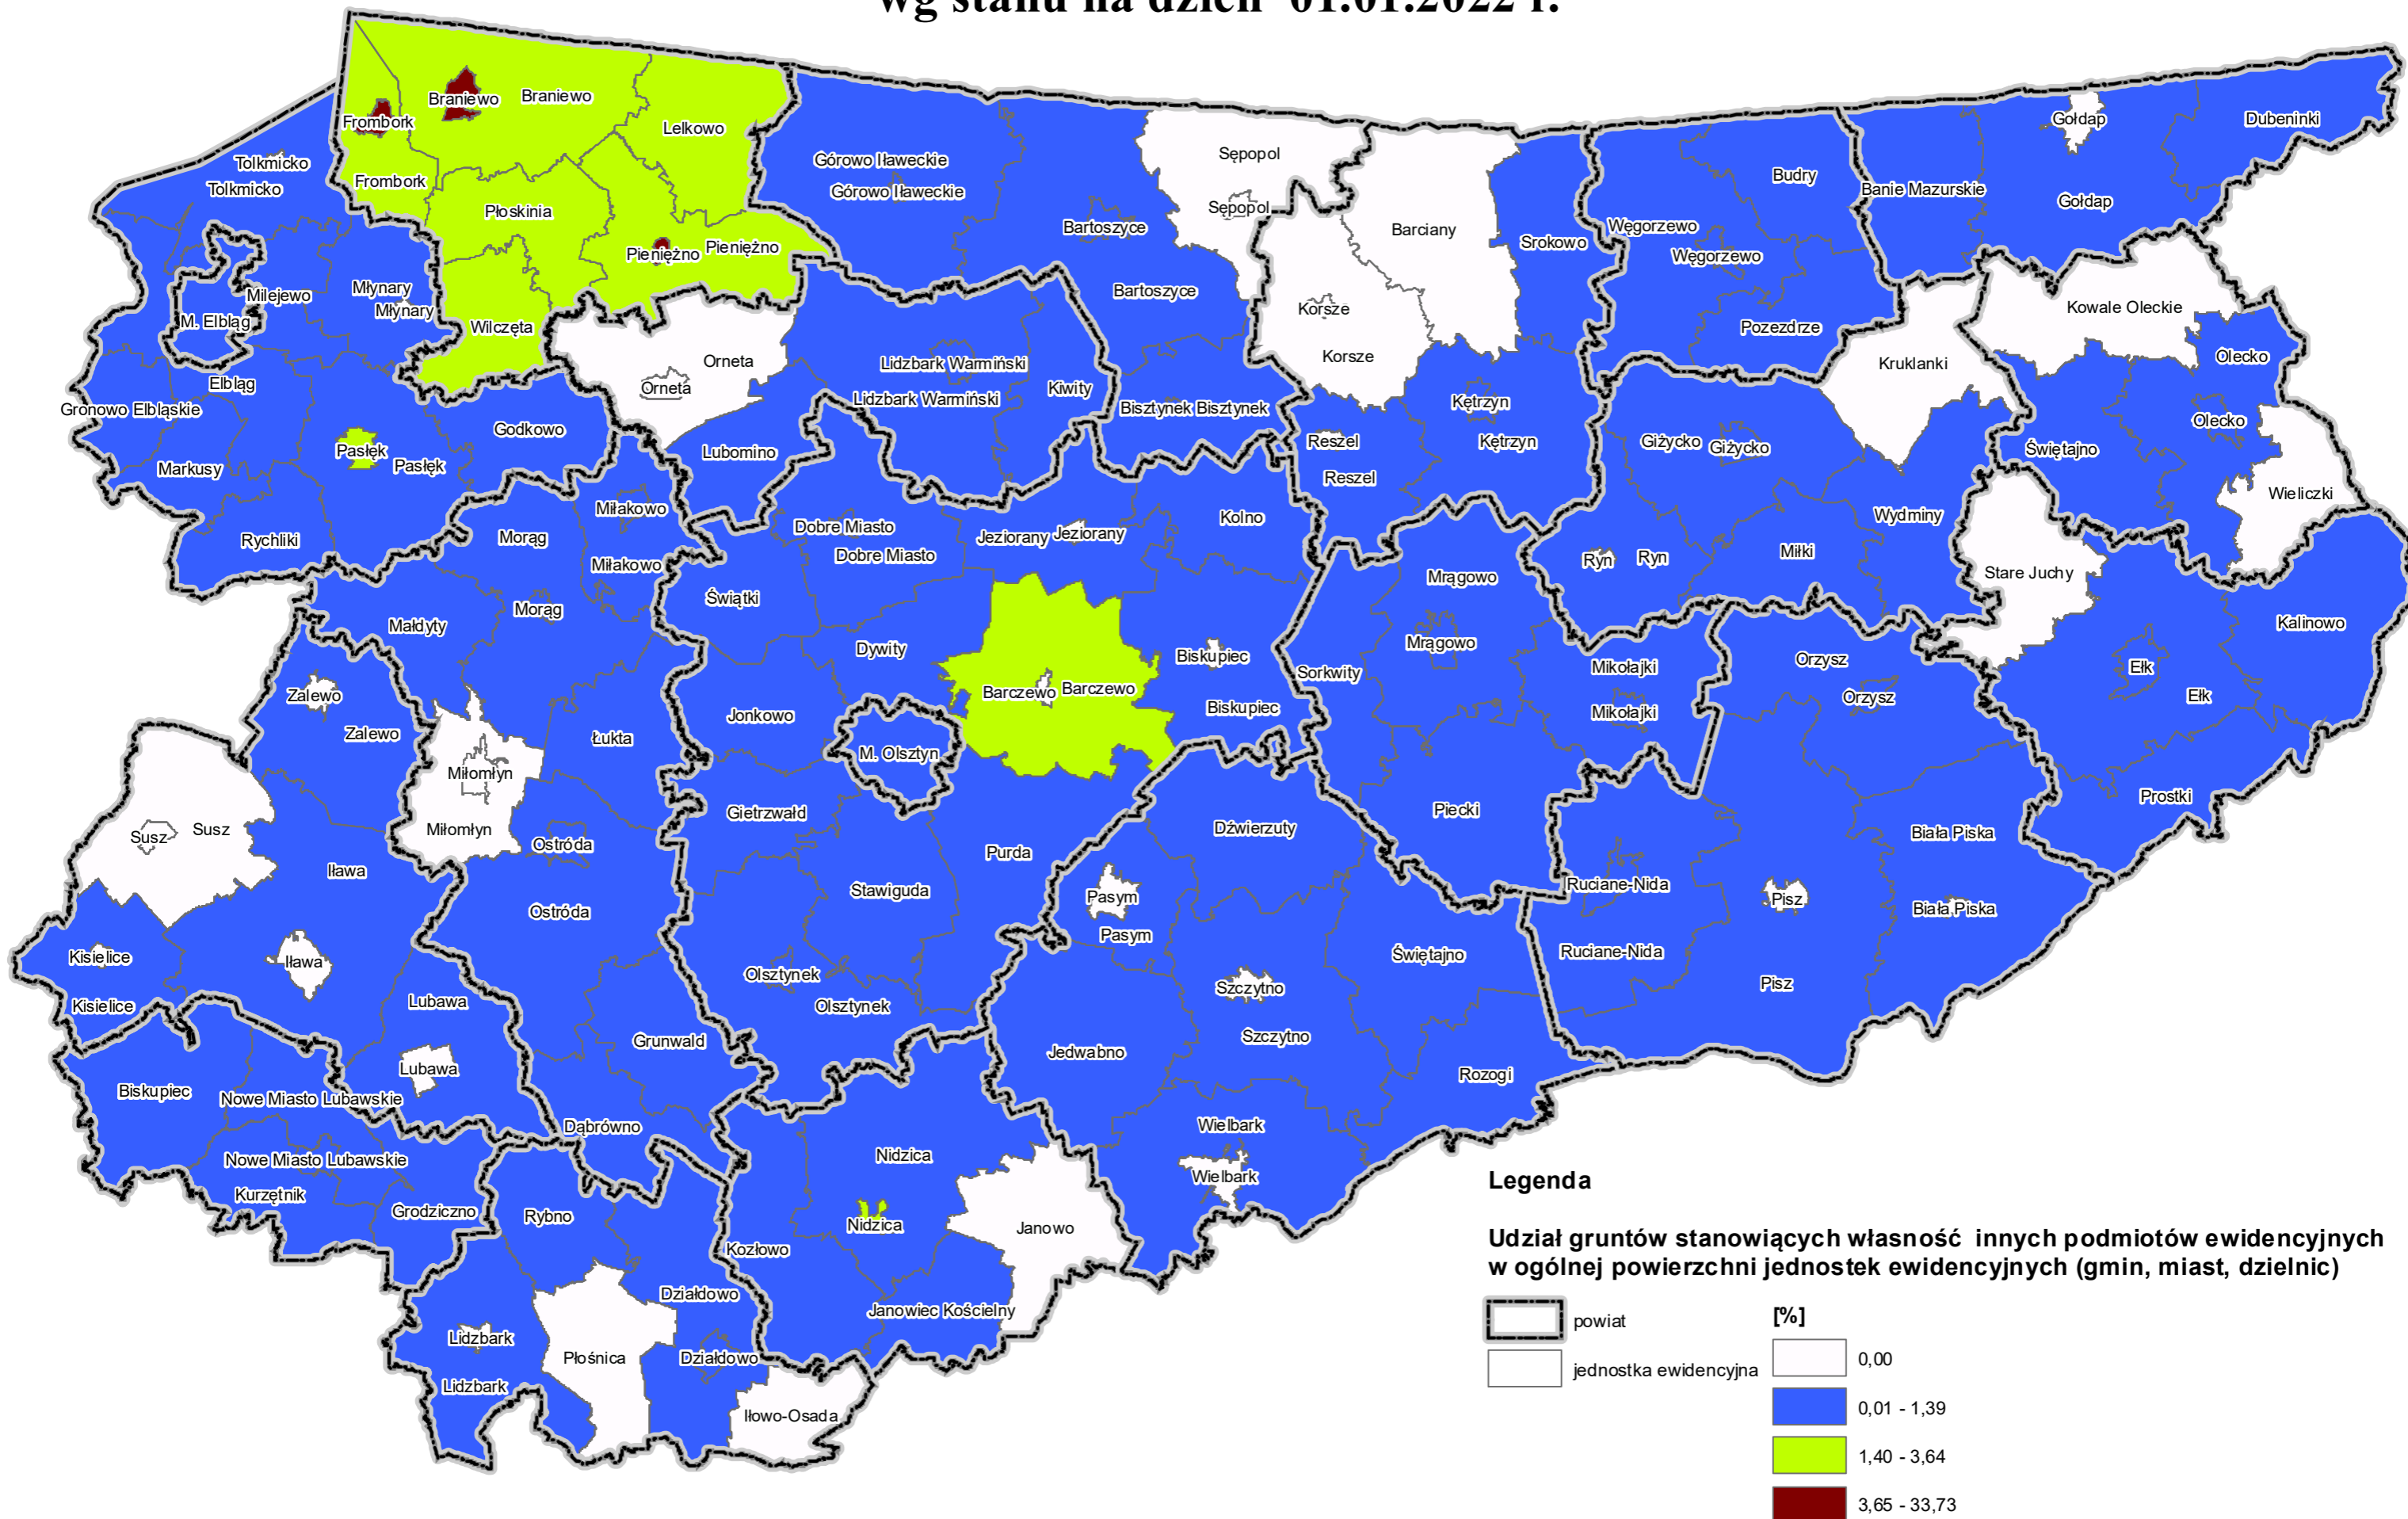 wg stanu na dzień 01.01.2022 r.
Braniewo
Braniewo
Frombork
Lelkowo
Gołdap
Dubeninki
Tolkmicko
Tolkmicko
Frombork
Górowo Iławeckie
Górowo Iławeckie
Sępopol
Sępopol
Budry
Banie Mazurskie
Gołdap
Płoskinia
Bartoszyce
Barciany
Srokowo
Węgorzewo
Węgorzewo
Pieniężno
Pieniężno
Milejewo
Młynary
Młynary
M. Elbląg
Wilczęta
Bartoszyce
Korsze
Korsze
Pozezdrze
Kowale Oleckie
Orneta
Orneta
Lidzbark Warmiński
Lidzbark Warmiński
Kiwity
Kruklanki
Olecko
Elbląg
Gronowo Elbląskie
Godkowo
Bisztynek
Bisztynek
Kętrzyn
Kętrzyn
Olecko
Pasłęk
Pasłęk
Markusy
Lubomino
Reszel
Reszel
Giżycko
Giżycko
Świętajno
Wieliczki
Rychliki
Miłakowo
Morąg
Miłakowo
Dobre Miasto
Dobre Miasto
Jeziorany
Jeziorany
Kolno
Wydminy
Ryn
Ryn
Miłki
Stare Juchy
Małdyty
Morąg
Świątki
Mrągowo
Mrągowo
Kalinowo
Zalewo
Zalewo
Dywity
Barczewo
Barczewo
Biskupiec
Biskupiec
Sorkwity
Mikołajki
Mikołajki
Orzysz
Orzysz
Ełk
Ełk
Jonkowo
Łukta
M. Olsztyn
Miłomłyn
Miłomłyn
Susz
Susz
Iława
Ostróda
Ostróda
Gietrzwałd
Purda
Dźwierzuty
Piecki
Prostki
Biała Piska
Biała Piska
Stawiguda
Pasym
Pasym
Ruciane-Nida
Ruciane-Nida
Pisz
Pisz
Kisielice
Kisielice
Iława
Lubawa
Lubawa
Olsztynek
Olsztynek
Świętajno
Szczytno
Szczytno
Grunwald
Jedwabno
Rozogi
Biskupiec
Nowe Miasto Lubawskie
Nowe Miasto Lubawskie
Dąbrówno
Nidzica
Nidzica
Wielbark
Wielbark
Kurzętnik
Grodziczno
Rybno
Kozłowo
Janowo
Działdowo
Działdowo
Janowiec Kościelny
Lidzbark
Lidzbark
Płośnica
Iłowo-Osada
Legenda
Udział gruntów stanowiących własność innych podmiotów ewidencyjnych
w ogólnej powierzchni jednostek ewidencyjnych (gmin, miast, dzielnic)
powiat
jednostka ewidencyjna
[%]
0,00
0,01 - 1,39
1,40 - 3,64
3,65 - 33,73